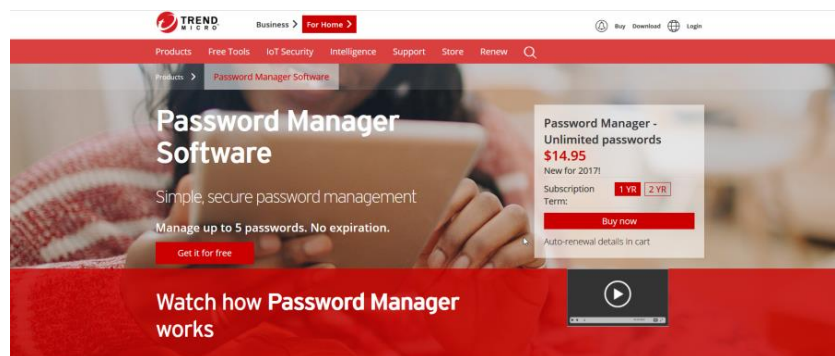 TREND
MICRO
Business
For Home
Buy
Download
Login
Products
Free Tools
IoT Security
Intelligence
Support
Store
Renew
Products
Password Manager Software
Password Manager
Software
Simple, secure password management
Manage up to 5 passwords. No expiration.
Get it for free
Password Manager -
Unlimited passwords
$14.95
New for 2017!
Subscription
Term:
1 YR
2 YR
Buy now
Auto-renewal details in cart
Watch how Password Manager
works